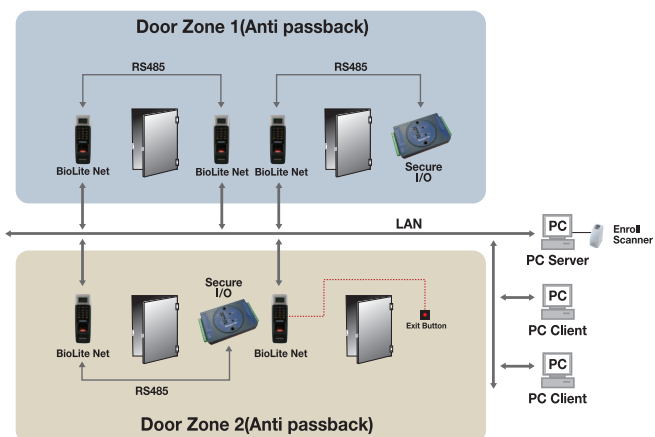 Door Zone 1(Anti passback)
RS485
RS485
BioLite Net
BioLite Net
BioLite Net
Secure
I/O
LAN
PC
Enroll
Scanner
PC Server
Secure
I/O
BioLite Net
BioLite Net
Exit Button
PC
PC Client
RS485
PC
PC Client
Door Zone 2(Anti passback)